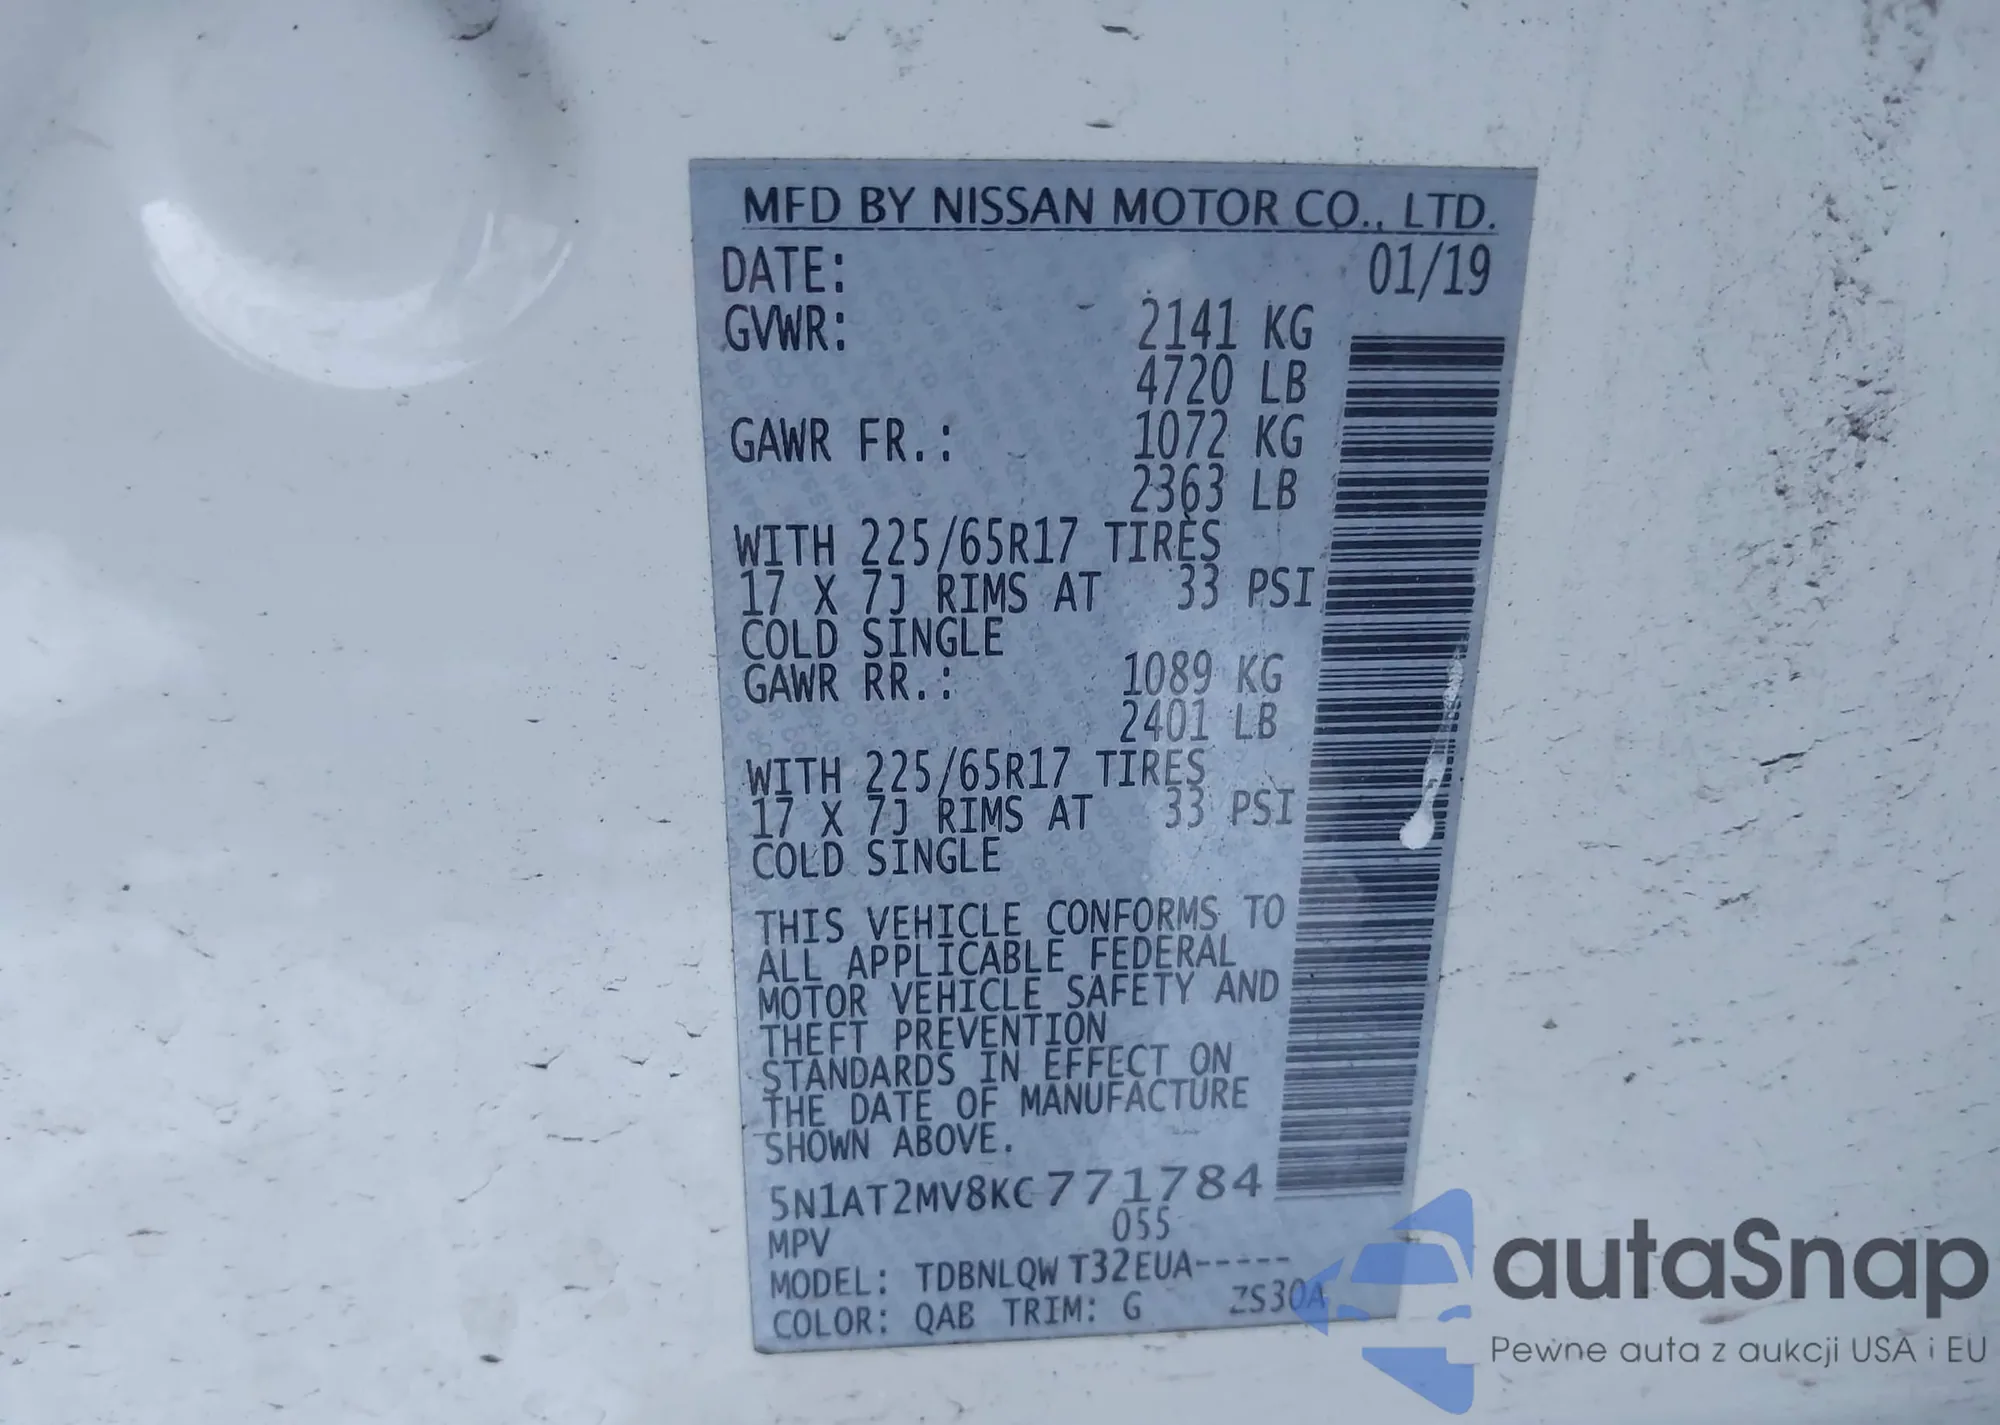 MFD BY NISSAN MOTOR CO., LTD.
DATE: 01/19
GVWR: 2141 KG
4720 LB
GAWR FR.: 1072 KG
2363 LB
WITH 225/65R17 TIRES
17 X 7J RIMS AT 33 PSI
COLD SINGLE
GAWR RR.: 1089 KG
2401 LB
WITH 225/65R17 TIRES
17 X 7J RIMS AT 33 PSI
COLD SINGLE
THIS VEHICLE CONFORMS TO
ALL APPLICABLE FEDERAL
MOTOR VEHICLE SAFETY AND
THEFT PREVENTION
STANDARDS IN EFFECT ON
THE DATE OF MANUFACTURE
SHOWN ABOVE.
5N1AT2MV8KC771784
MPV 055
MODEL: TDBNLQW T32EUA-----
COLOR: QAB TRIM: G ZS30A
autaSnap
Pewne auta z aukcji USA i EU